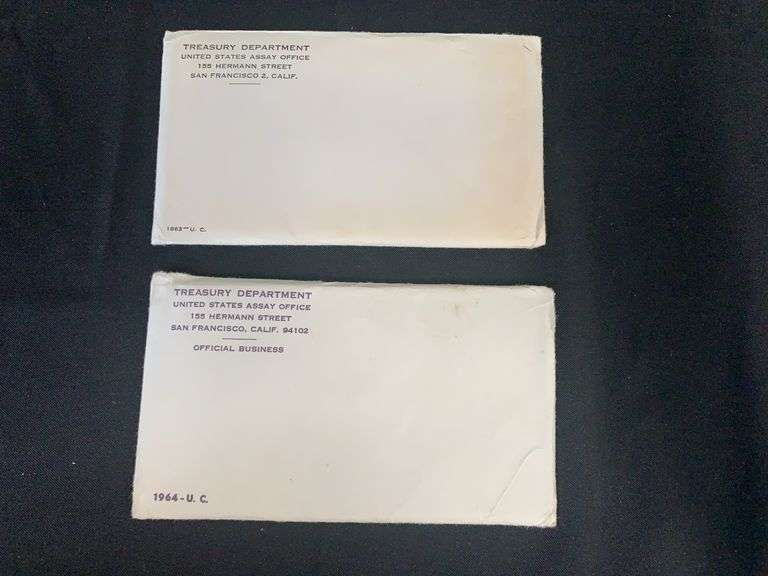 TREASURY DEPARTMENT
UNITED STATES ASSAY OFFICE
155 HERMANN STREET
SAN FRANCISCO 2, CALIF.
1963 — U. C.
TREASURY DEPARTMENT
UNITED STATES ASSAY OFFICE
155 HERMANN STREET
SAN FRANCISCO, CALIF. 94102
OFFICIAL BUSINESS
1964 - U. C.